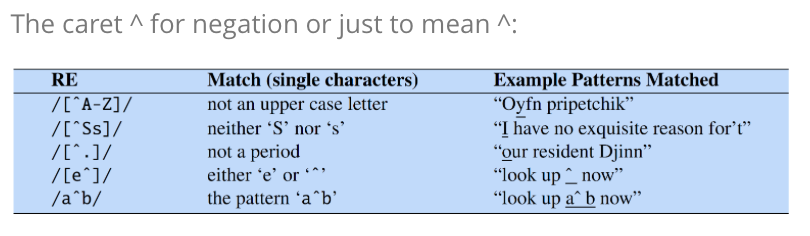 The caret ^ for negation or just to mean ^:
RE Match (single characters) Example Patterns Matched
/[^A-Z]/ not an upper case letter “Oyfn pripetchik”
/[^Ss]/ neither ‘S’ nor ‘s’ “I have no exquisite reason for’t”
/[^.]/ not a period “our resident Djinn”
/[e^]/ either ‘e’ or ‘^’ “look up ^ now”
/a^b/ the pattern ‘a^b’ “look up a^ b now”